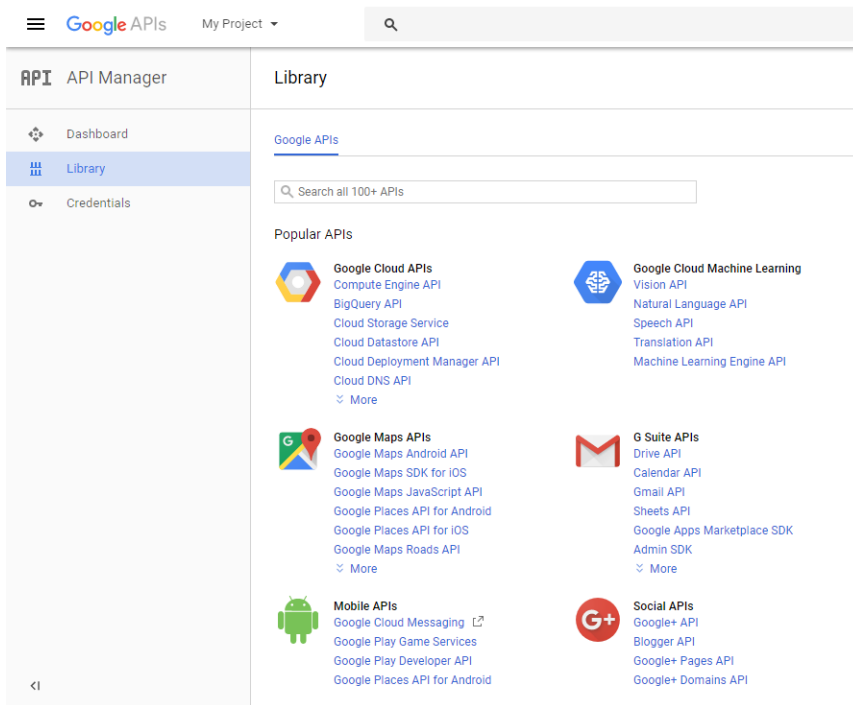 Google APIs
My Project
API API Manager
Library
Dashboard
Library
Credentials
Google APIs
Search all 100+ APIs
Popular APIs
Google Cloud APIs
Compute Engine API
BigQuery API
Cloud Storage Service
Cloud Datastore API
Cloud Deployment Manager API
Cloud DNS API
More
Google Cloud Machine Learning
Vision API
Natural Language API
Speech API
Translation API
Machine Learning Engine API
G
Google Maps APIs
Google Maps Android API
Google Maps SDK for iOS
Google Maps JavaScript API
Google Places API for Android
Google Places API for iOS
Google Maps Roads API
More
G Suite APIs
Drive API
Calendar API
Gmail API
Sheets API
Google Apps Marketplace SDK
Admin SDK
More
Mobile APIs
Google Cloud Messaging
Google Play Game Services
Google Play Developer API
Google Places API for Android
G+
Social APIs
Google+ API
Blogger API
Google+ Pages API
Google+ Domains API